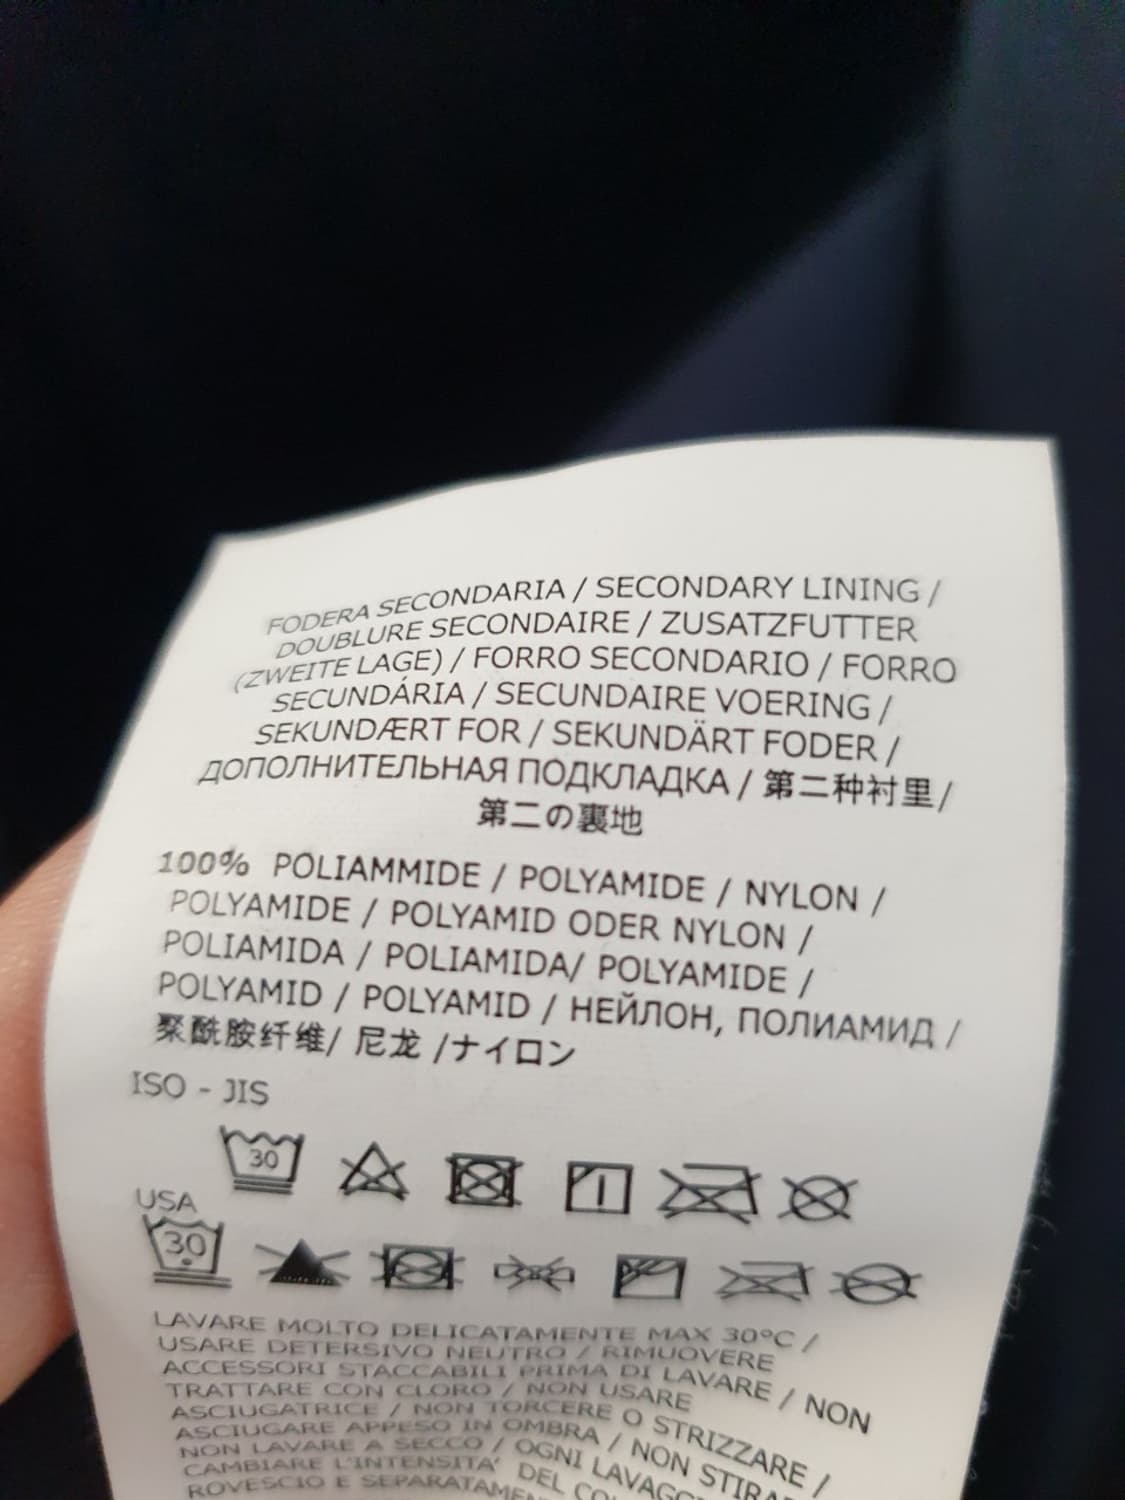 FODERA SECONDARIA / SECONDARY LINING /
DOUBLURE SECONDAIRE / ZUSATZFUTTER
(ZWEITE LAGE) / FORRO SECONDARIO / FORRO
SECUNDÁRIA / SECUNDAIRE VOERING /
SEKUNDÆRT FOR / SEKUNDÄRT FODER /
ДОПОЛНИТЕЛЬНАЯ ПОДКЛАДКА / 第二种衬里/
第二の裏地
100% POLIAMMIDE / POLYAMIDE / NYLON /
POLYAMIDE / POLYAMID ODER NYLON /
POLIAMIDA / POLIAMIDA/ POLYAMIDE /
POLYAMID / POLYAMID / НЕЙЛОН, ПОЛИАМИД /
聚酰胺纤维/ 尼龙 /ナイロン
ISO - JIS
30
USA
30
LAVARE MOLTO DELICATAMENTE MAX 30°C /
USARE DETERSIVO NEUTRO / RIMUOVERE
ACCESSORI STACCABILI PRIMA DI LAVARE / NON
TRATTARE CON CLORO / NON USARE
ASCIUGATRICE / NON TORCERE O STRIZZARE /
ASCIUGARE APPESO IN OMBRA / NON
NON LAVARE A SECCO / OGNI
CAMBIARE L'INTENSITA' DEL
ROVESCIO E